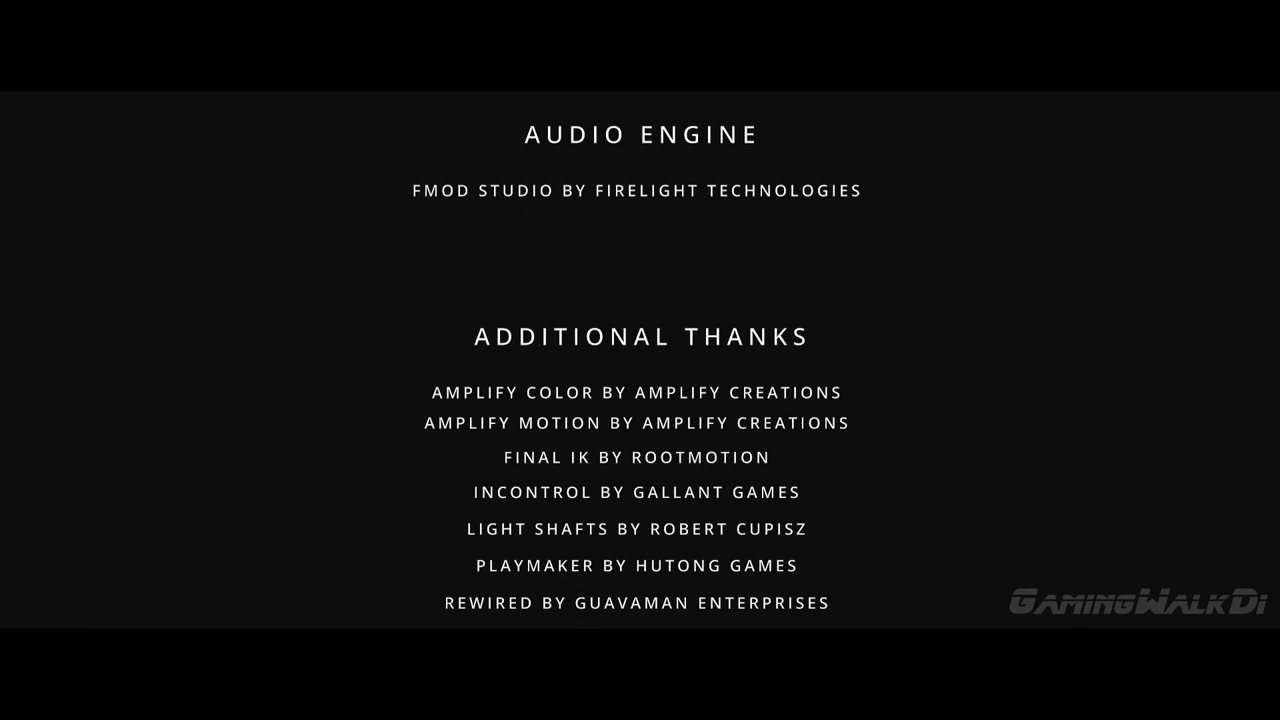 AUDIO ENGINE
FMOD STUDIO BY FIRELIGHT TECHNOLOGIES
ADDITIONAL THANKS
AMPLIFY COLOR BY AMPLIFY CREATIONS
AMPLIFY MOTION BY AMPLIFY CREATIONS
FINAL IK BY ROOTMOTION
INCONTROL BY GALLANT GAMES
LIGHT SHAFTS BY ROBERT CUPISZ
PLAYMAKER BY HUTONG GAMES
REWIRED BY GUAVAMAN ENTERPRISES
GAMINGWALKDI